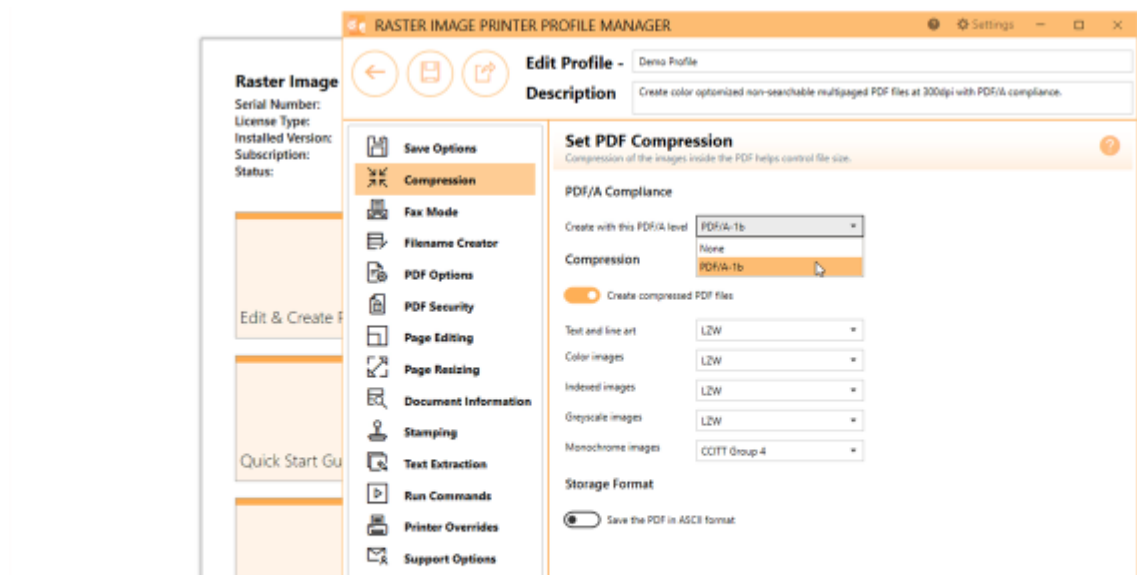 RASTER IMAGE PRINTER PROFILE MANAGER
Settings
Edit Profile -
Demo Profile
Description
Create color optomized non-searchable multipaged PDF files at 300dpi with PDF/A compliance.
Raster Image
Serial Number:
License Type:
Installed Version:
Subscription:
Status:
Edit & Create P
Quick Start Gu
Save Options
Compression
Fax Mode
Filename Creator
PDF Options
PDF Security
Page Editing
Page Resizing
Document Information
Stamping
Text Extraction
Run Commands
Printer Overrides
Support Options
Set PDF Compression
Compression of the images inside the PDF helps control file size.
PDF/A Compliance
Create with this PDF/A level
PDF/A-1b
None
PDF/A-1b
Compression
Create compressed PDF files
Text and line art
LZW
Color images
LZW
Indexed images
LZW
Greyscale images
LZW
Monochrome images
CCITT Group 4
Storage Format
Save the PDF in ASCII format